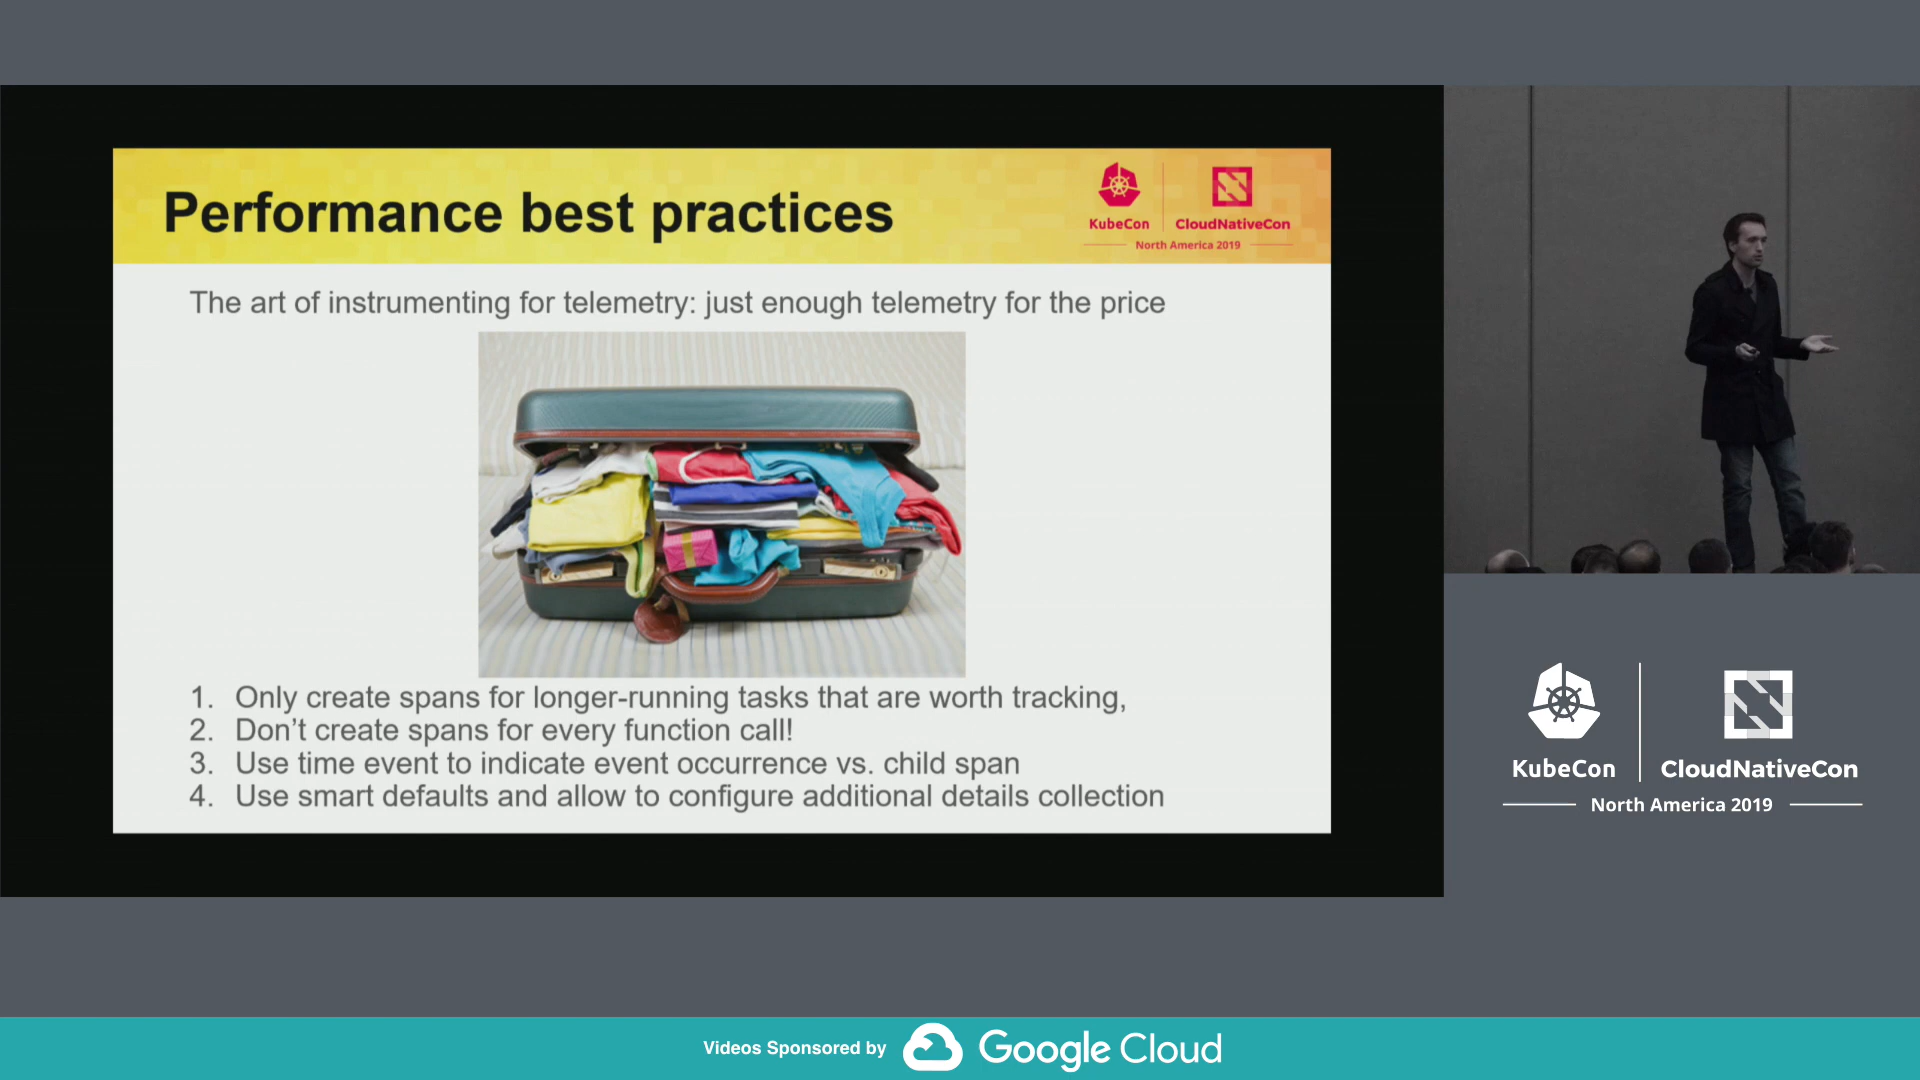 Performance best practices
KubeCon
CloudNativeCon
North America 2019
The art of instrumenting for telemetry: just enough telemetry for the price
1. Only create spans for longer-running tasks that are worth tracking,
2. Don’t create spans for every function call!
3. Use time event to indicate event occurrence vs. child span
4. Use smart defaults and allow to configure additional details collection
KubeCon
CloudNativeCon
North America 2019
Videos Sponsored by
Google Cloud